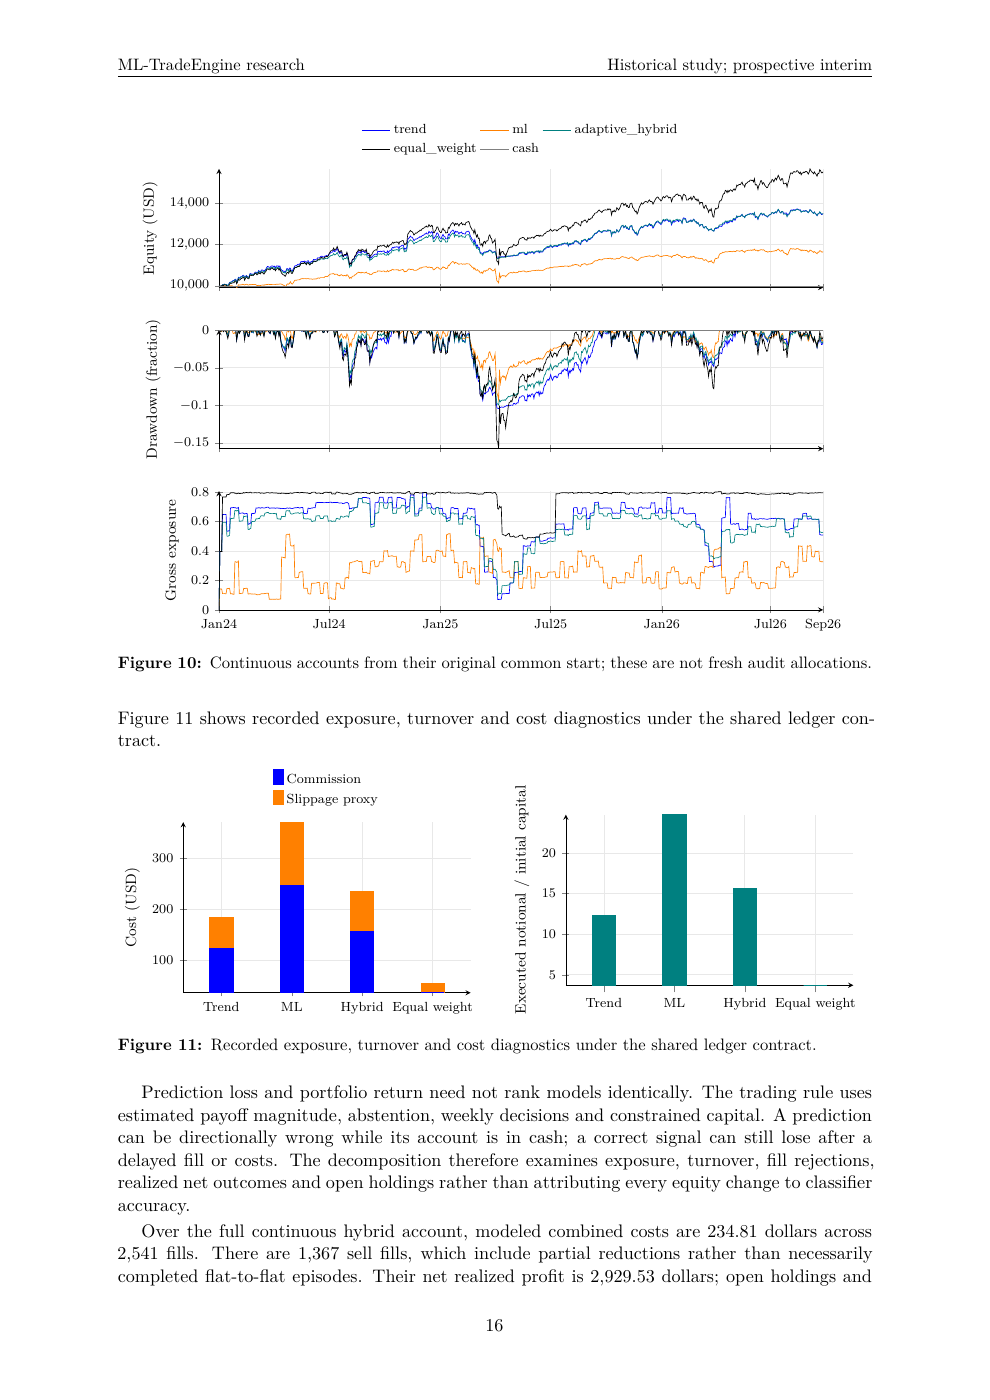 ML-TradeEngine research
Historical study; prospective interim
trend
ml
adaptive_hybrid
equal_weight
cash
Equity (USD)
14,000
12,000
10,000
Drawdown (fraction)
0
−0.05
−0.1
−0.15
Gross exposure
0.8
0.6
0.4
0.2
0
Jan24
Jul24
Jan25
Jul25
Jan26
Jul26
Sep26
Figure 10: Continuous accounts from their original common start; these are not fresh audit allocations.
Figure 11 shows recorded exposure, turnover and cost diagnostics under the shared ledger con-
tract.
Commission
Slippage proxy
Cost (USD)
300
200
100
Trend
ML
Hybrid
Equal weight
Executed notional / initial capital
20
15
10
5
Trend
ML
Hybrid
Equal weight
Figure 11: Recorded exposure, turnover and cost diagnostics under the shared ledger contract.
Prediction loss and portfolio return need not rank models identically. The trading rule uses
estimated payoff magnitude, abstention, weekly decisions and constrained capital. A prediction
can be directionally wrong while its account is in cash; a correct signal can still lose after a
delayed fill or costs. The decomposition therefore examines exposure, turnover, fill rejections,
realized net outcomes and open holdings rather than attributing every equity change to classifier
accuracy.
Over the full continuous hybrid account, modeled combined costs are 234.81 dollars across
2,541 fills. There are 1,367 sell fills, which include partial reductions rather than necessarily
completed flat-to-flat episodes. Their net realized profit is 2,929.53 dollars; open holdings and
16